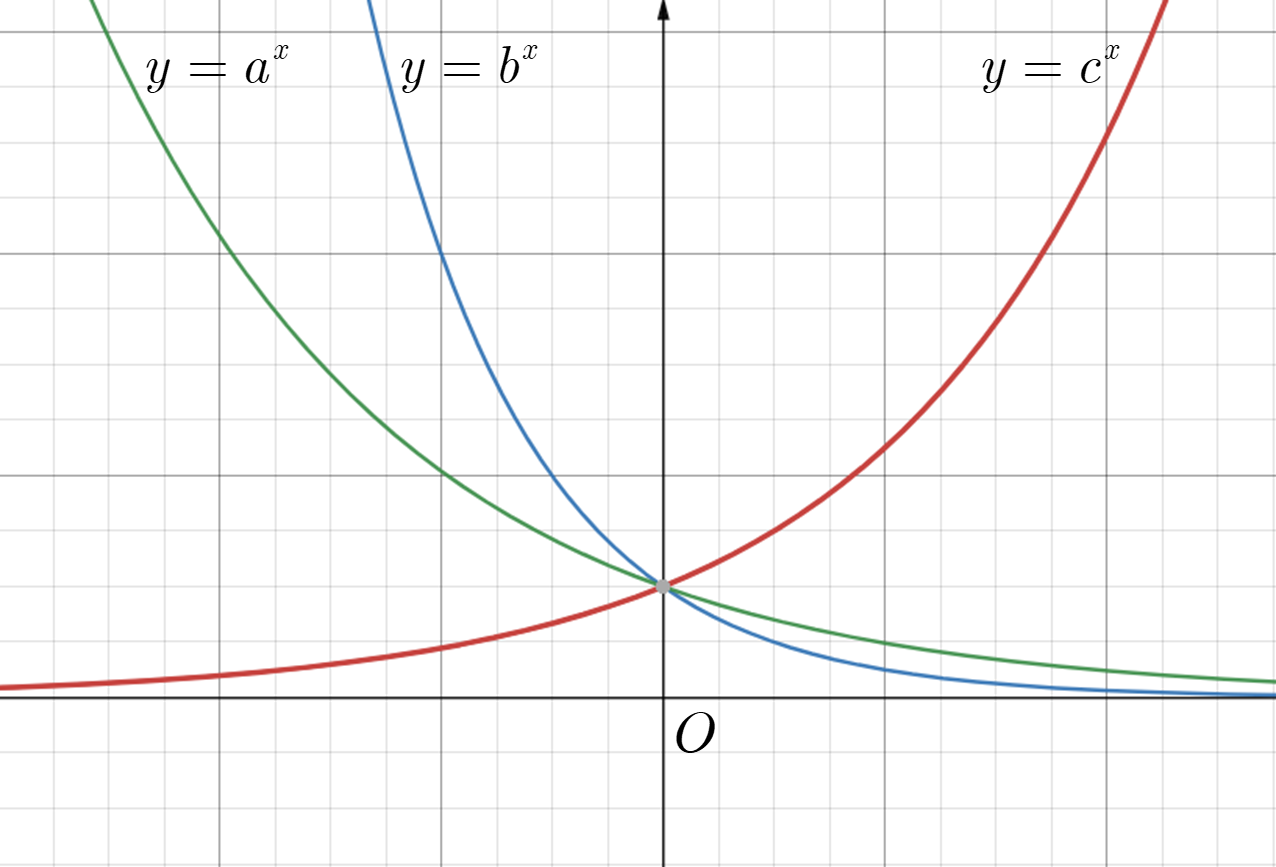 y = a^x
y = b^x
y = c^x
O